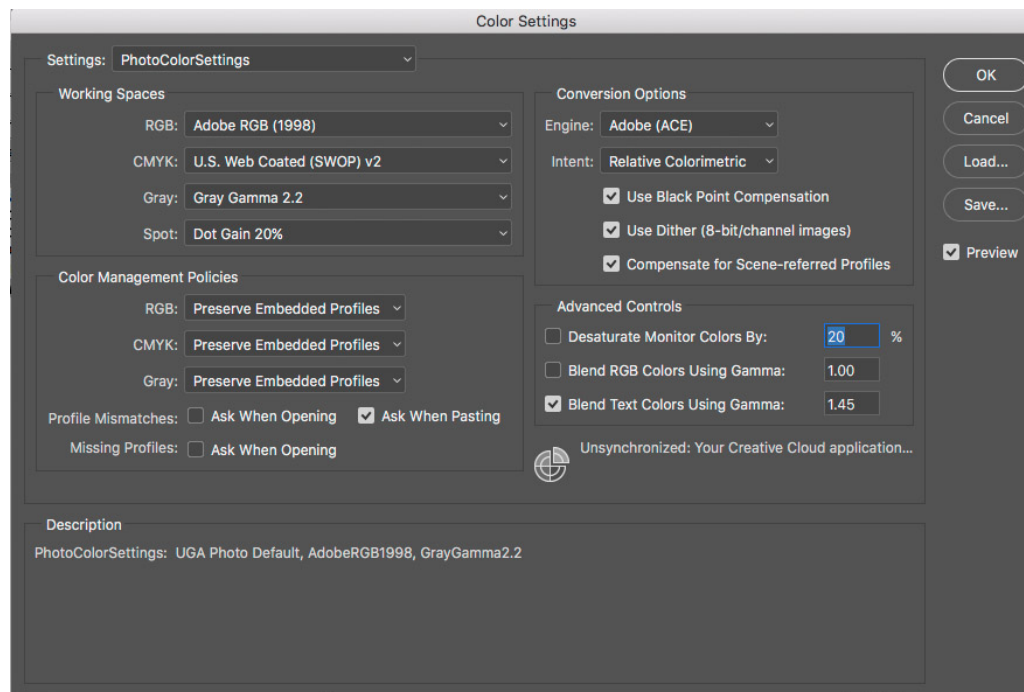 Color Settings
Settings: PhotoColorSettings
Working Spaces
RGB: Adobe RGB (1998)
CMYK: U.S. Web Coated (SWOP) v2
Gray: Gray Gamma 2.2
Spot: Dot Gain 20%
Color Management Policies
RGB: Preserve Embedded Profiles
CMYK: Preserve Embedded Profiles
Gray: Preserve Embedded Profiles
Profile Mismatches: Ask When Opening Ask When Pasting
Missing Profiles: Ask When Opening
Conversion Options
Engine: Adobe (ACE)
Intent: Relative Colorimetric
Use Black Point Compensation
Use Dither (8-bit/channel images)
Compensate for Scene-referred Profiles
Advanced Controls
Desaturate Monitor Colors By: 20 %
Blend RGB Colors Using Gamma: 1.00
Blend Text Colors Using Gamma: 1.45
Unsynchronized: Your Creative Cloud application...
OK
Cancel
Load...
Save...
Preview
Description
PhotoColorSettings: UGA Photo Default, AdobeRGB1998, GrayGamma2.2